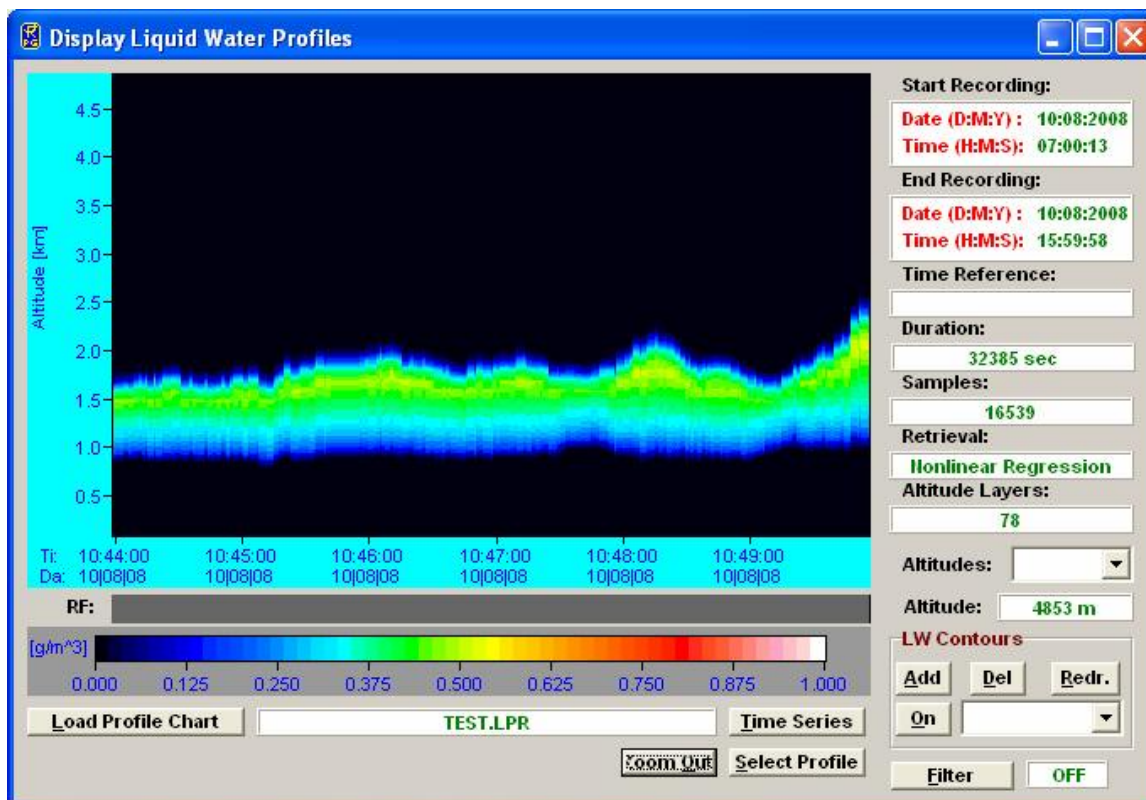 RPG Display Liquid Water Profiles
4.5
4.0
3.5
3.0
2.5
2.0
1.5
1.0
0.5
Altitude [km]
Ti: 10:44:00 10:45:00 10:46:00 10:47:00 10:48:00 10:49:00
Da: 10|08|08 10|08|08 10|08|08 10|08|08 10|08|08 10|08|08
RF:
[g/m^3]
0.000 0.125 0.250 0.375 0.500 0.625 0.750 0.875 1.000
Load Profile Chart TEST.LPR Time Series
Zoom Out Select Profile
Start Recording:
Date (D:M:Y) : 10:08:2008
Time (H:M:S): 07:00:13
End Recording:
Date (D:M:Y) : 10:08:2008
Time (H:M:S): 15:59:58
Time Reference:
Duration:
32385 sec
Samples:
16539
Retrieval:
Nonlinear Regression
Altitude Layers:
78
Altitudes:
Altitude: 4853 m
LW Contours
Add Del Redr.
On
Filter OFF